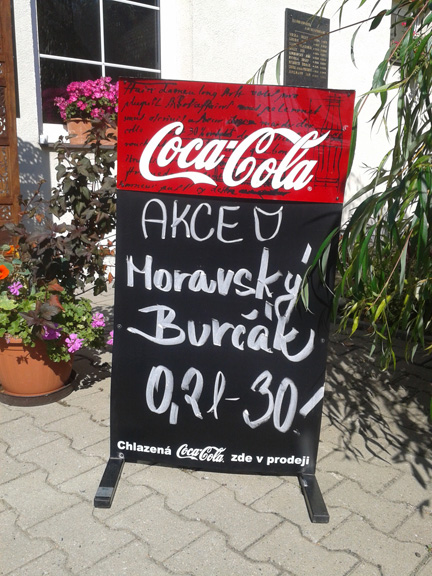 Coca-Cola
AKCE
Moravský
Burčák
0,2l-30,-
Chlazená Coca-Cola zde v prodeji